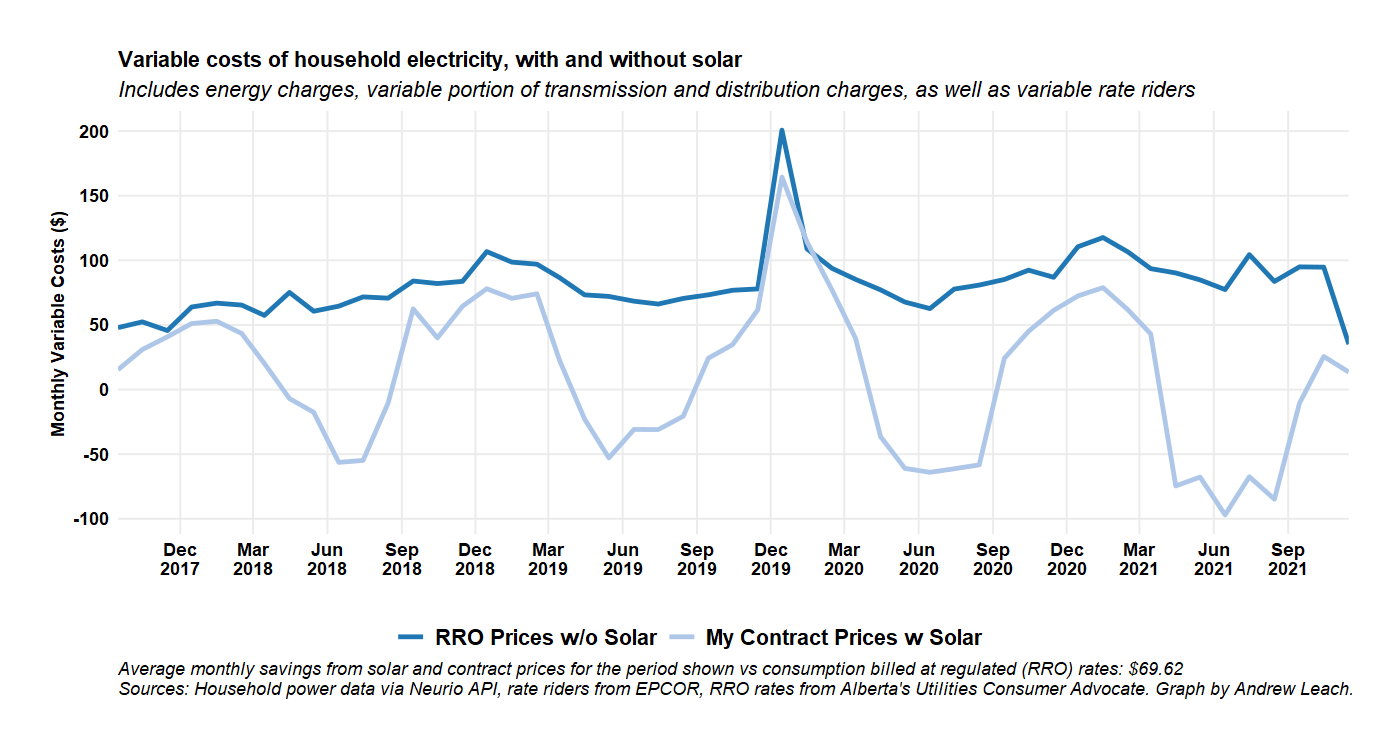 Variable costs of household electricity, with and without solar
Includes energy charges, variable portion of transmission and distribution charges, as well as variable rate riders
Monthly Variable Costs ($)
200
150
100
50
0
-50
-100
Dec Mar Jun Sep Dec Mar Jun Sep Dec Mar Jun Sep Dec Mar Jun Sep
2017 2018 2018 2018 2018 2019 2019 2019 2019 2020 2020 2020 2020 2021 2021 2021
RRO Prices w/o Solar My Contract Prices w Solar
Average monthly savings from solar and contract prices for the period shown vs consumption billed at regulated (RRO) rates: $69.62
Sources: Household power data via Neurio API, rate riders from EPCOR, RRO rates from Alberta's Utilities Consumer Advocate. Graph by Andrew Leach.